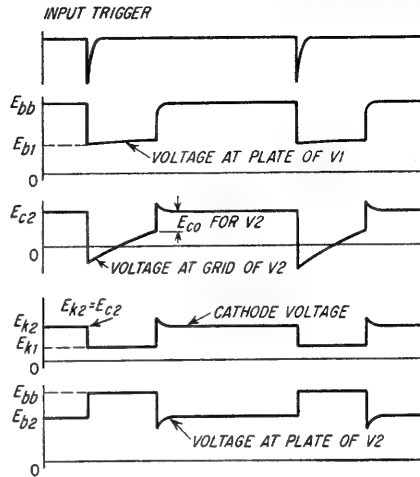 INPUT TRIGGER
Ebb
Eb1
VOLTAGE AT PLATE OF V1
0
Ec2
Eco FOR V2
0
VOLTAGE AT GRID OF V2
Ek2=Ec2
CATHODE VOLTAGE
Ek2
Ek1
0
Ebb
Eb2
VOLTAGE AT PLATE OF V2
0